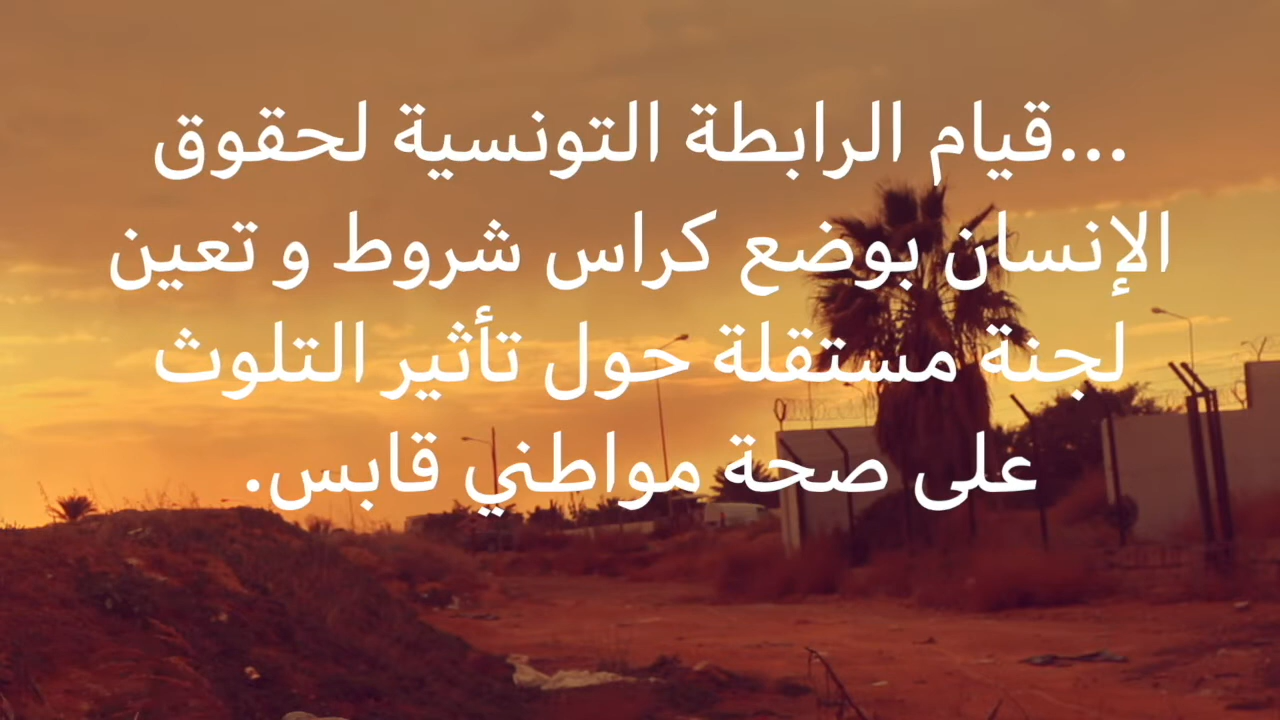 ...قيام الرابطة التونسية لحقوق
الإنسان بوضع كراس شروط و تعين
لجنة مستقلة حول تأثير التلوث
على صحة مواطني قابس.